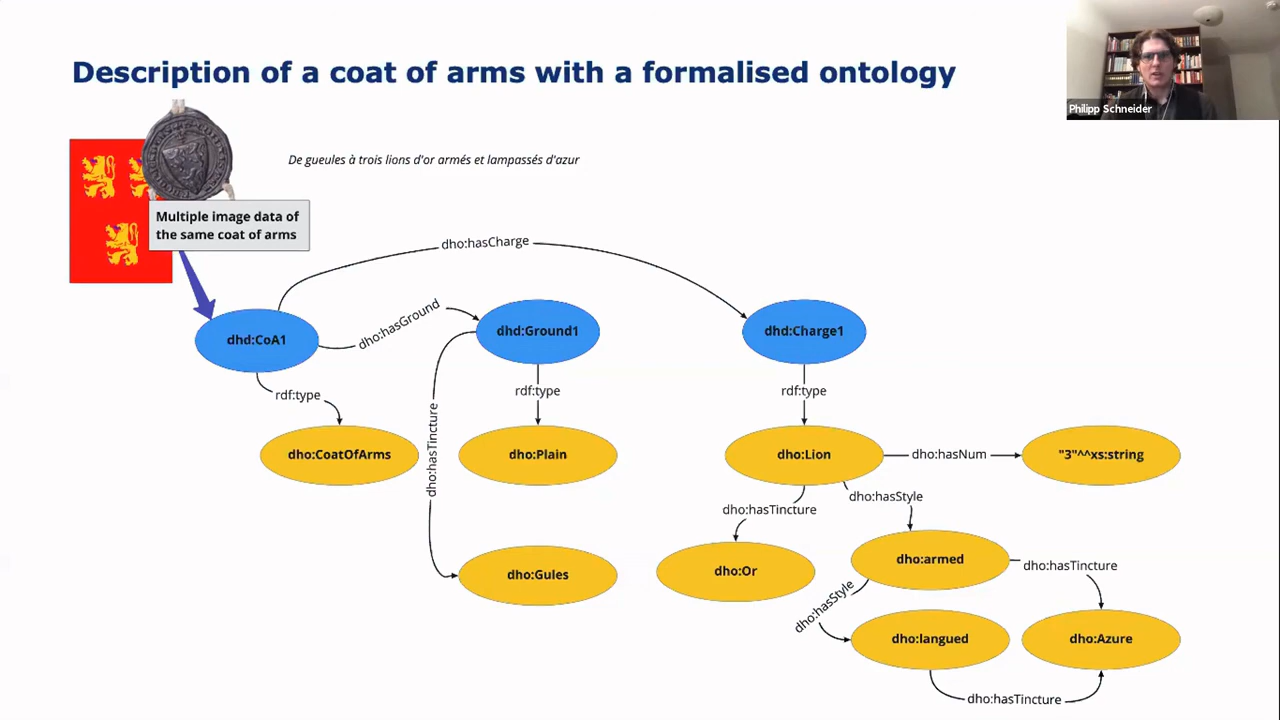 Description of a coat of arms with a formalised ontology
Philipp Schneider
De gueules à trois lions d'or armés et lampassés d'azur
Multiple image data of
the same coat of arms
dho:hasCharge
dho:hasGround
dhd:CoA1
dhd:Ground1
dhd:Charge1
rdf:type
rdf:type
rdf:type
dho:hasTincture
dho:CoatOfArms
dho:Plain
dho:Lion
dho:hasNum
"3"^^xs:string
dho:hasTincture
dho:hasStyle
dho:Gules
dho:Or
dho:armed
dho:hasTincture
dho:hasStyle
dho:langued
dho:Azure
dho:hasTincture